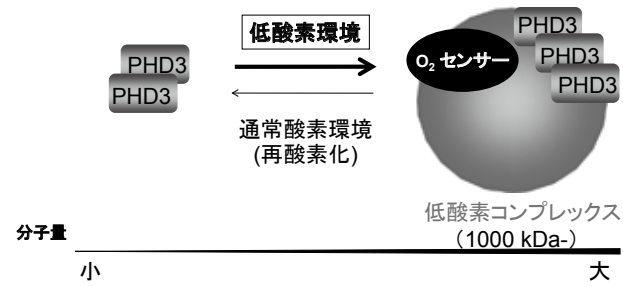 低酸素環境
PHD3
PHD3
通常酸素環境
(再酸素化)
O₂ センサー
PHD3
PHD3
PHD3
低酸素コンプレックス
(1000 kDa-)
分子量
小
大